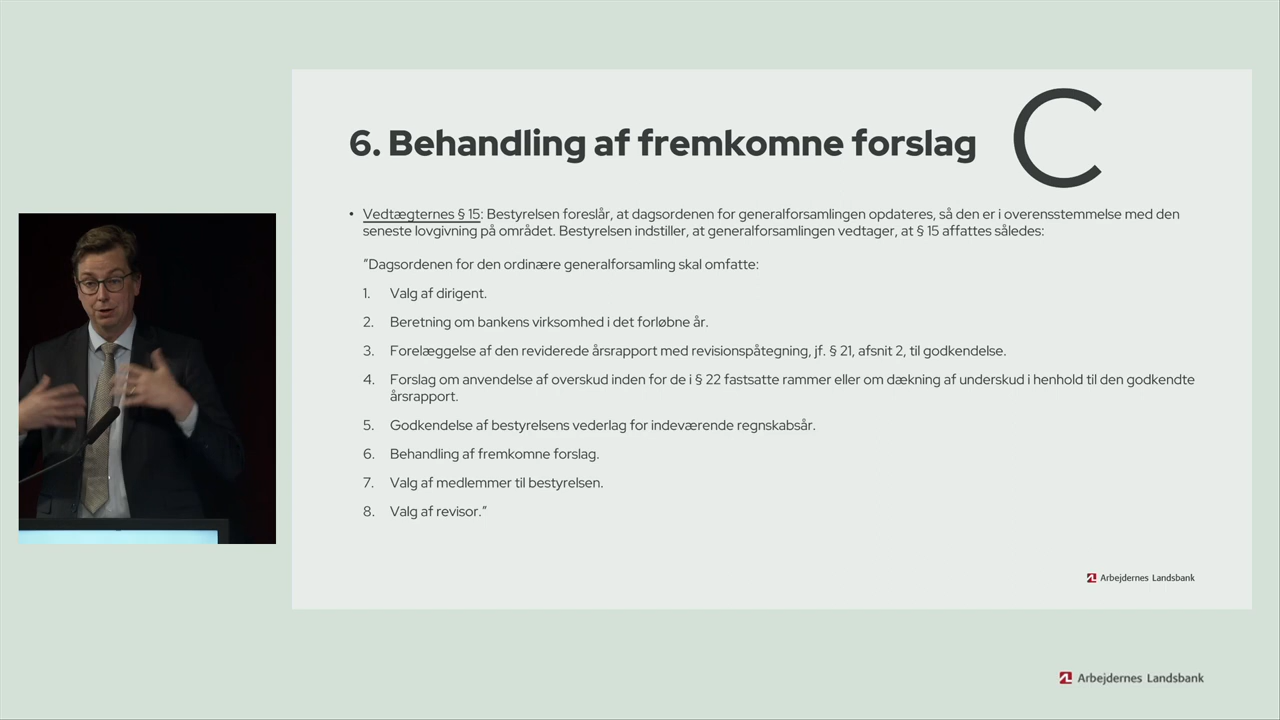 6. Behandling af fremkomne forslag
C
• Vedtægternes § 15: Bestyrelsen foreslår, at dagsordenen for generalforsamlingen opdateres, så den er i overensstemmelse med den
seneste lovgivning på området. Bestyrelsen indstiller, at generalforsamlingen vedtager, at § 15 affattes således:
”Dagsordenen for den ordinære generalforsamling skal omfatte:
1. Valg af dirigent.
2. Beretning om bankens virksomhed i det forløbne år.
3. Forelæggelse af den reviderede årsrapport med revisionspåtegning, jf. § 21, afsnit 2, til godkendelse.
4. Forslag om anvendelse af overskud inden for de i § 22 fastsatte rammer eller om dækning af underskud i henhold til den godkendte
årsrapport.
5. Godkendelse af bestyrelsens vederlag for indeværende regnskabsår.
6. Behandling af fremkomne forslag.
7. Valg af medlemmer til bestyrelsen.
8. Valg af revisor.”
Arbejdernes Landsbank
Arbejdernes Landsbank